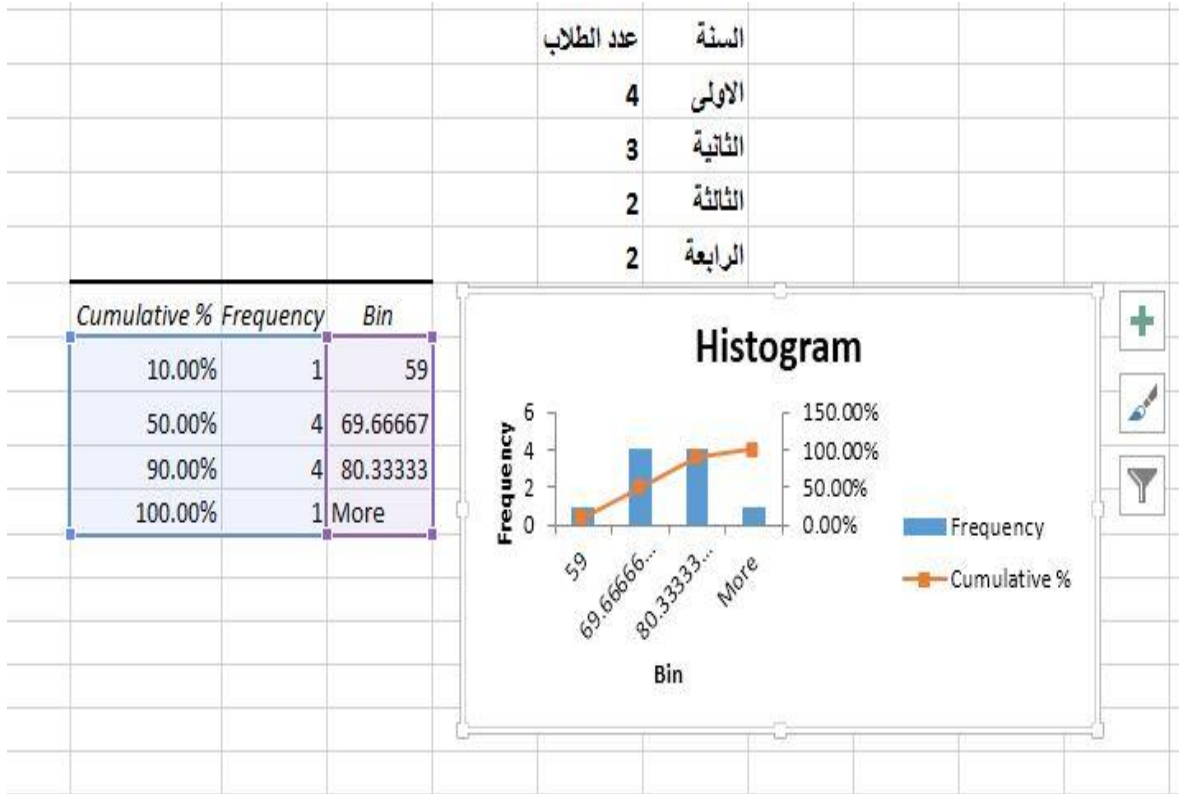 السنة عدد الطلاب
الاولى 4
الثانية 3
الثالثة 2
الرابعة 2
Cumulative % Frequency Bin
10.00% 1 59
50.00% 4 69.66667
90.00% 4 80.33333
100.00% 1 More
Histogram
Frequency
6
4
2
0
150.00%
100.00%
50.00%
0.00%
59
69.66666...
80.33333...
More
Bin
Frequency
Cumulative %